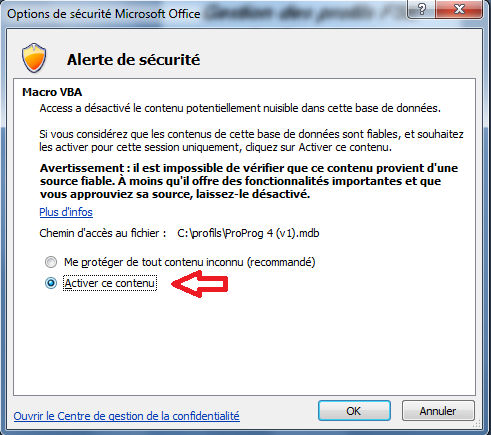 Options de sécurité Microsoft Office
Gestion des profils
Alerte de sécurité
Macro VBA
Access a désactivé le contenu potentiellement nuisible dans cette base de données.
Si vous considérez que les contenus de cette base de données sont fiables, et souhaitez
les activer pour cette session uniquement, cliquez sur Activer ce contenu.
Avertissement : il est impossible de vérifier que ce contenu provient d'une
source fiable. À moins qu'il offre des fonctionnalités importantes et que
vous approuviez sa source, laissez-le désactivé.
Plus d'infos
Chemin d'accès au fichier : C:\profils\ProProg 4 (v1).mdb
Me protéger de tout contenu inconnu (recommandé)
Activer ce contenu
Ouvrir le Centre de gestion de la confidentialité
OK
Annuler